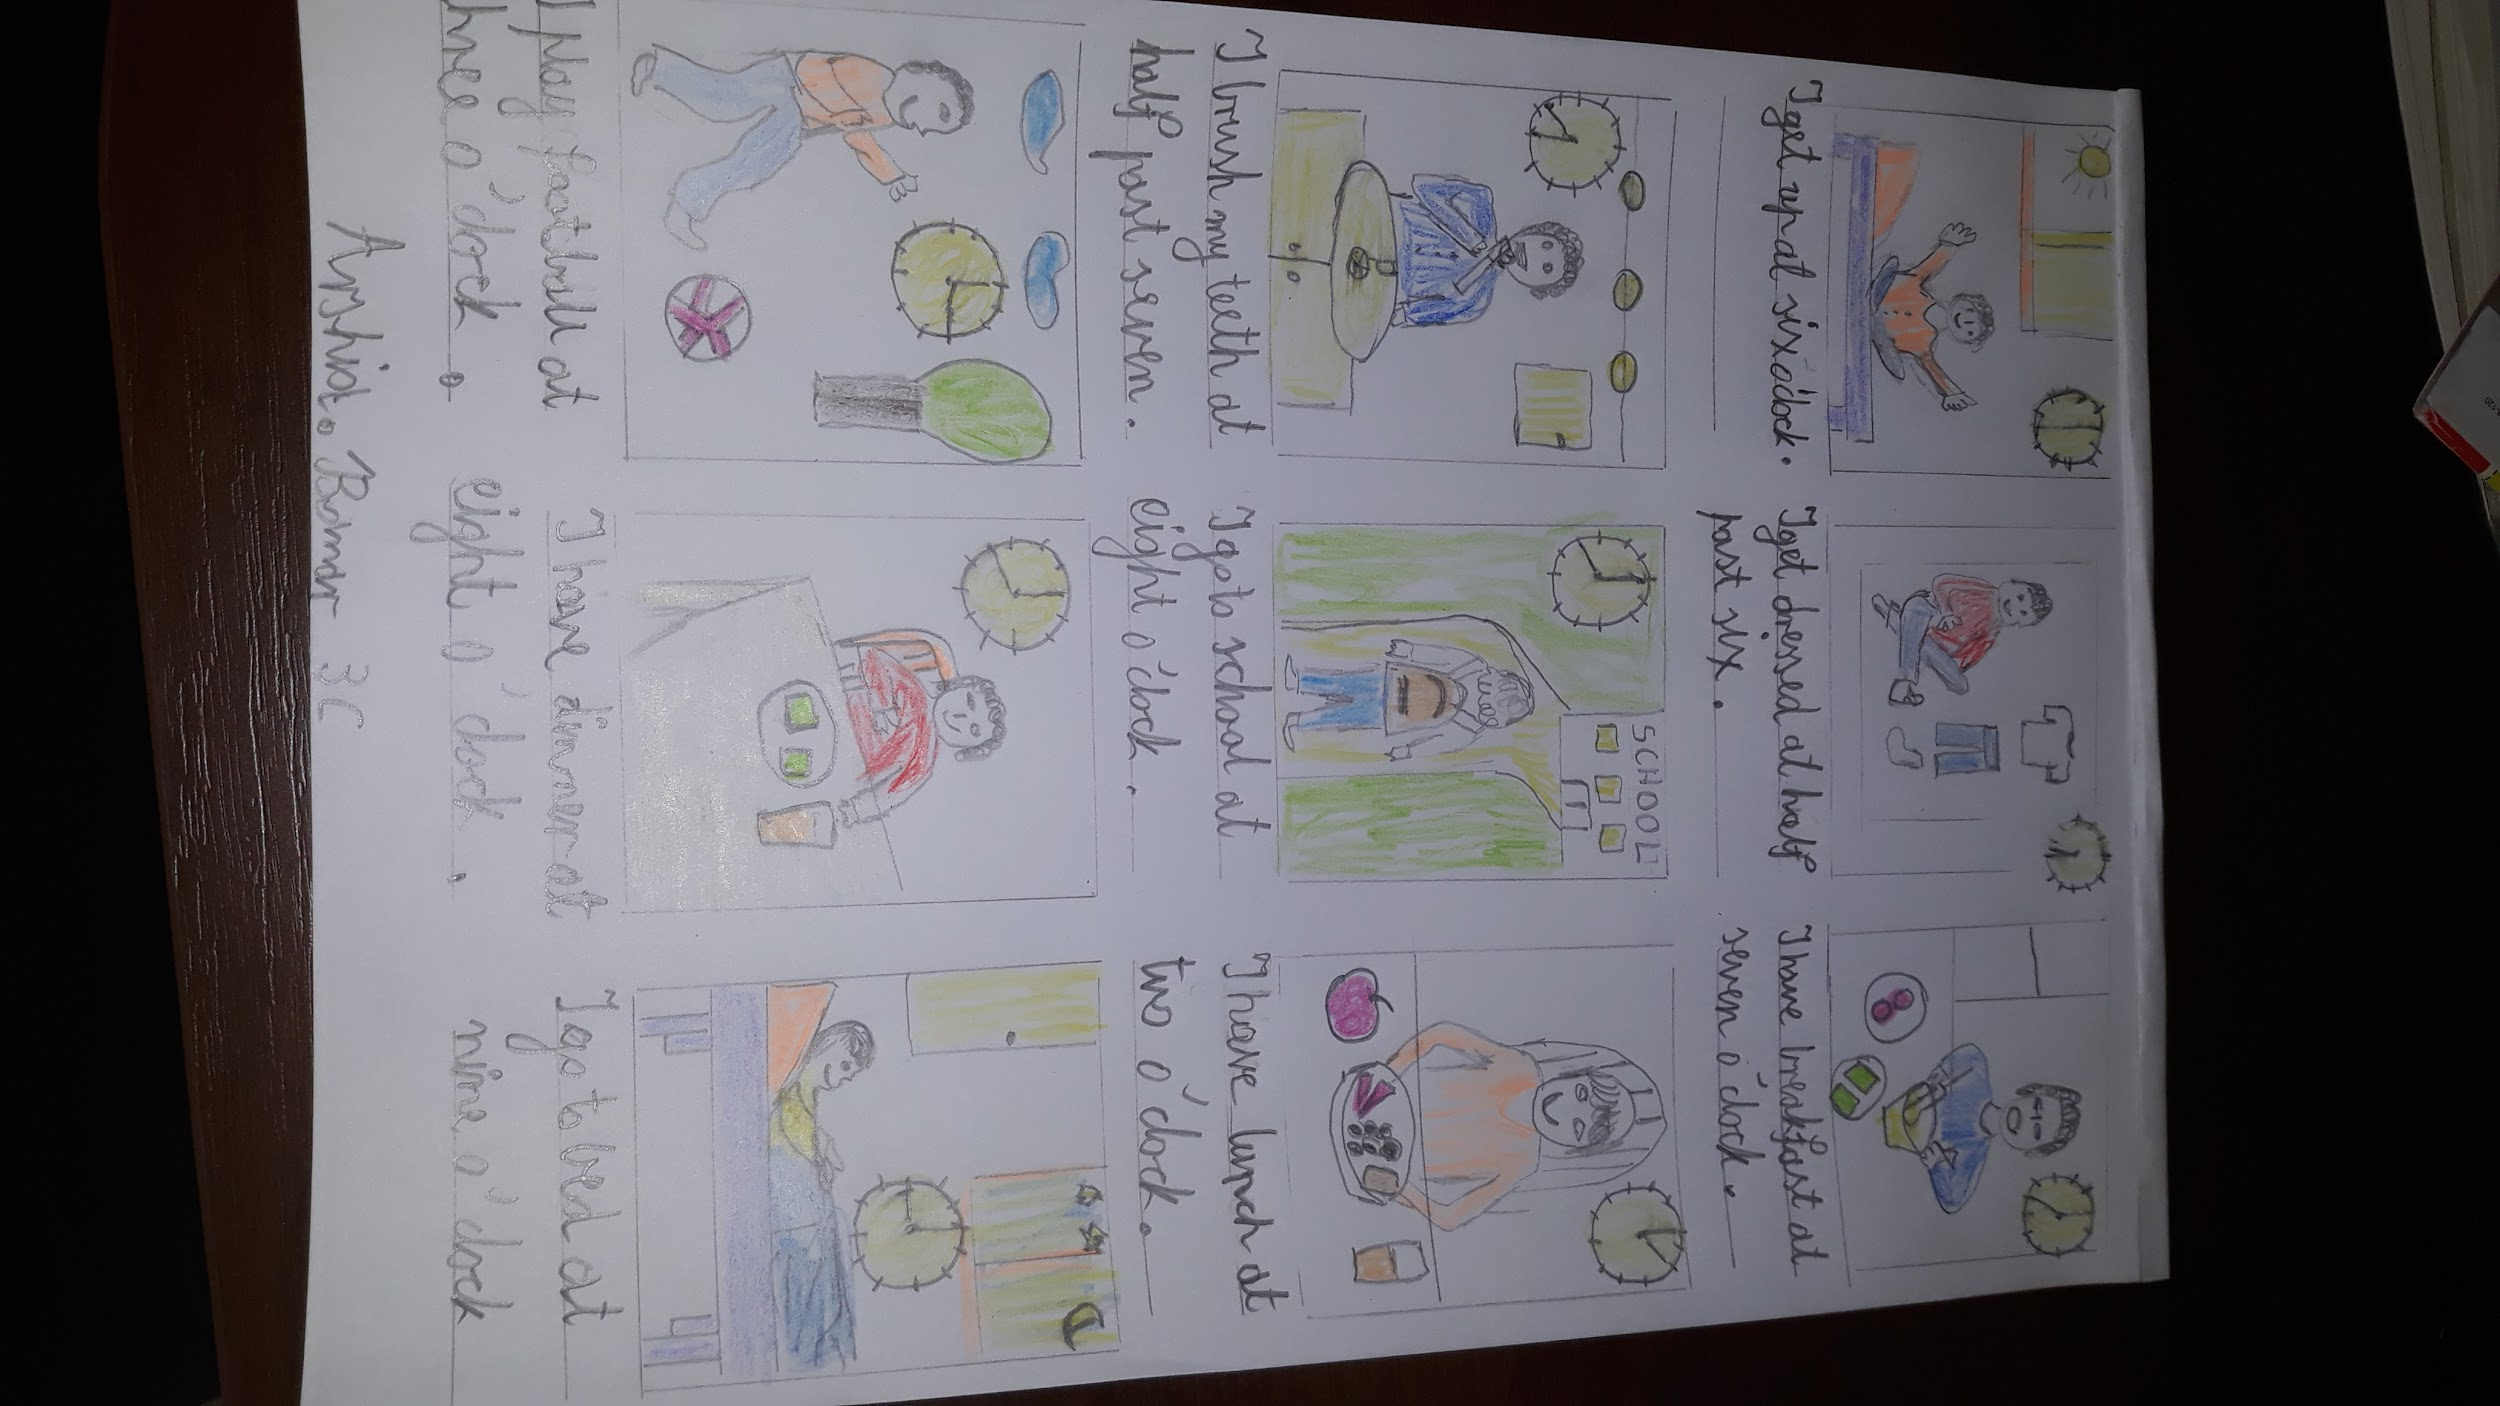 I get up at six o'clock.
I get dressed at half
past six.
I have breakfast at
seven o'clock.
I brush my teeth at
half past seven.
SCHOOL
I go to school at
eight o'clock.
I have lunch at
two o'clock.
I play football at
three o'clock.
I have dinner at
eight o'clock.
I go to bed at
nine o'clock
3C